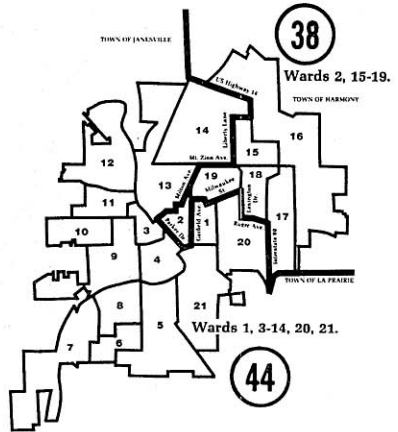 38
TOWN OF JANESVILLE
US Highway 14
Wards 2, 15-19.
TOWN OF HARMONY
14
Liberty Lane
16
15
Mt. Zion Ave.
12
13
Milton Ave.
19
Milwaukee St
18
Lexington Dr.
17
11
3
2
Parker Dr
Garfield Ave
1
Ruger Ave.
Interstate 90
10
20
4
9
TOWN OF LA PRAIRIE
21
8
5
Wards 1, 3-14, 20, 21.
7
6
44